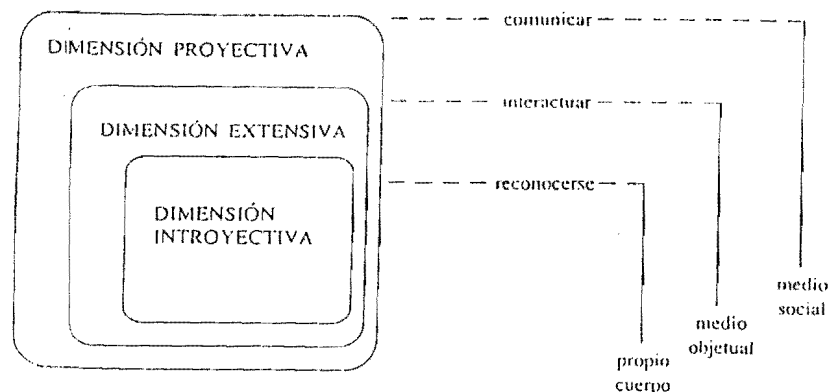 DIMENSIÓN PROYECTIVA
comunicar
DIMENSIÓN EXTENSIVA
interactuar
DIMENSIÓN
INTROYECTIVA
reconocerse
medio
social
medio
objetual
propio
cuerpo